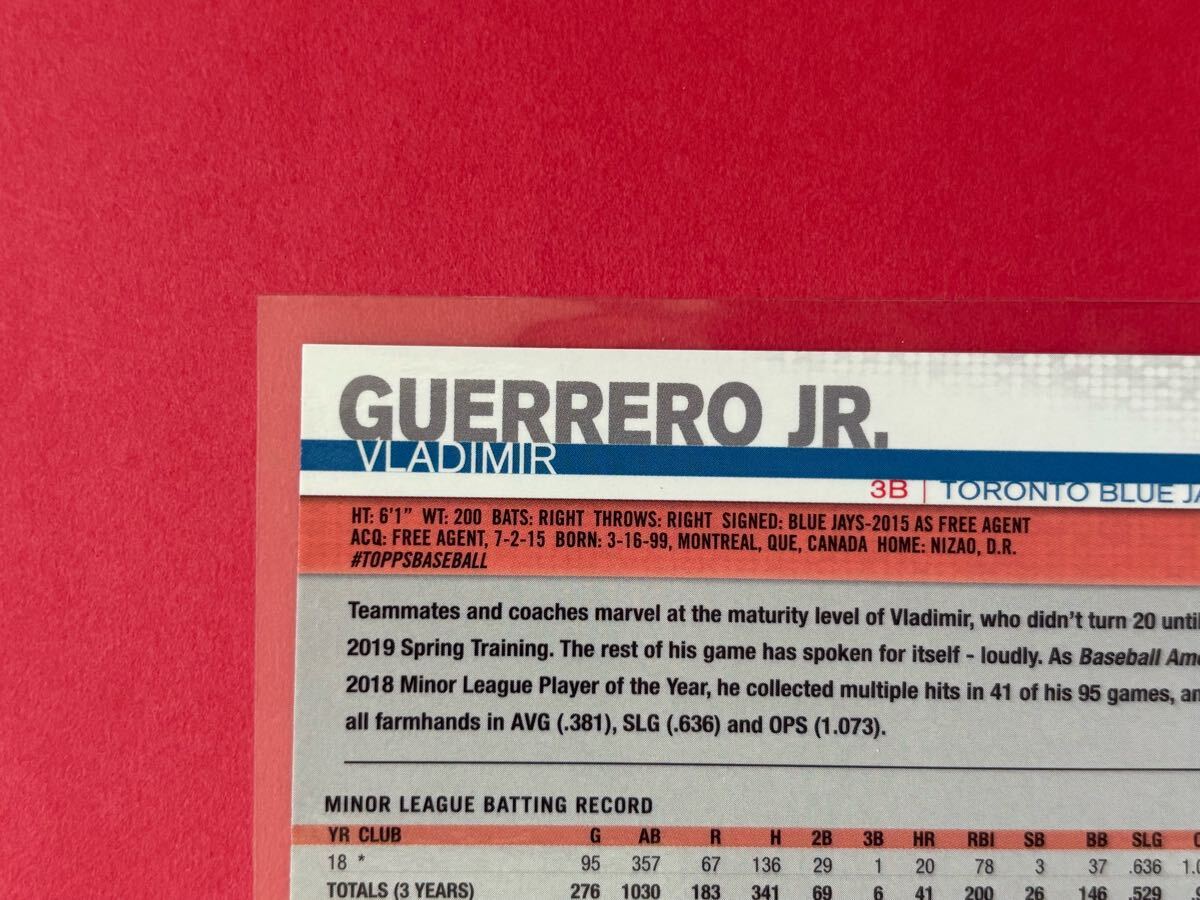 GUERRERO JR.
VLADIMIR
3B | TORONTO BLUE
HT: 6'1" WT: 200 BATS: RIGHT THROWS: RIGHT SIGNED: BLUE JAYS-2015 AS FREE AGENT
ACQ: FREE AGENT, 7-2-15 BORN: 3-16-99, MONTREAL, QUE, CANADA HOME: NIZAO, D.R.
#TOPPSBASEBALL
Teammates and coaches marvel at the maturity level of Vladimir, who didn't turn 20 until
2019 Spring Training. The rest of his game has spoken for itself - loudly. As Baseball
2018 Minor League Player of the Year, he collected multiple hits in 41 of his 95 games,
all farmhands in AVG (.381), SLG (.636) and OPS (1.073).
MINOR LEAGUE BATTING RECORD
YR CLUB G AB R H 2B 3B HR RBI SB BB SLG
18 * 95 357 67 136 29 1 20 78 3 37 .636
TOTALS (3 YEARS) 276 1030 183 341 69 6 41 200 26 146 .529